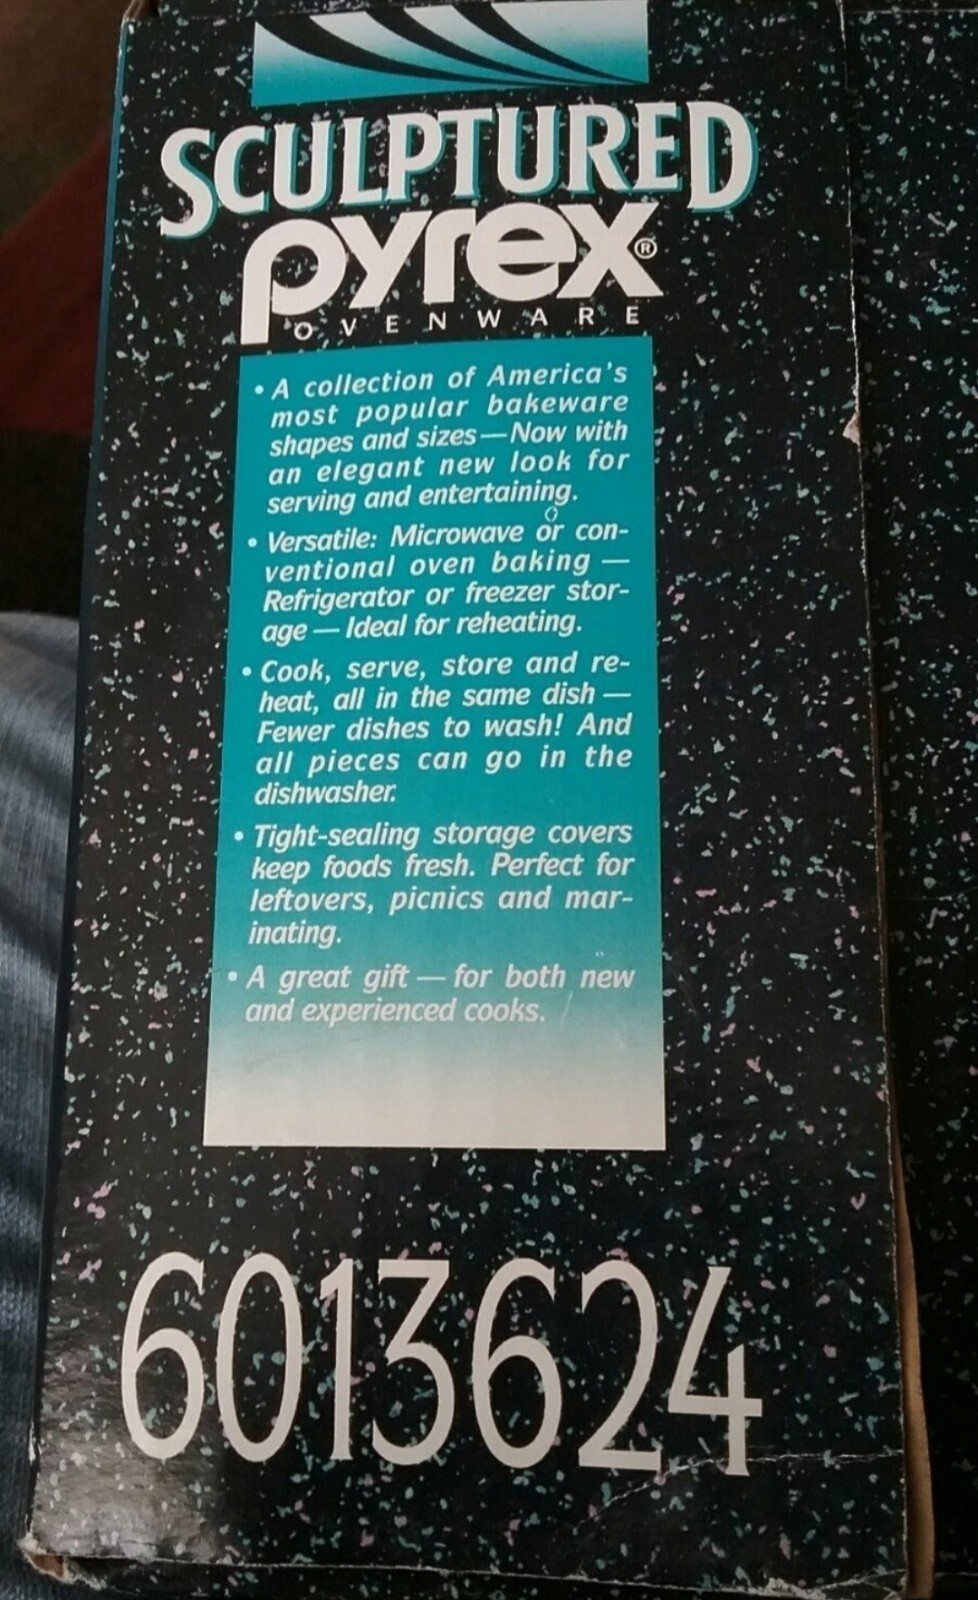 SCULPTURED
pyrex®
OVENWARE
• A collection of America's
most popular bakeware
shapes and sizes — Now with
an elegant new look for
serving and entertaining.
• Versatile: Microwave or con-
ventional oven baking —
Refrigerator or freezer stor-
age — Ideal for reheating.
• Cook, serve, store and re-
heat, all in the same dish —
Fewer dishes to wash! And
all pieces can go in the
dishwasher.
• Tight-sealing storage covers
keep foods fresh. Perfect for
leftovers, picnics and mar-
inating.
• A great gift — for both new
and experienced cooks.
6013624